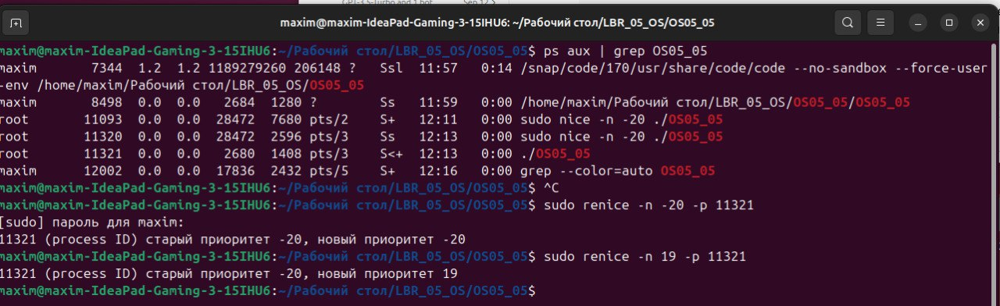 GPT-3.5-Turbo and 1 bot Sep 12 >
maxim@maxim-IdeaPad-Gaming-3-15IHU6: ~/Рабочий стол/LBR_05_OS/OS05_05
maxim@maxim-IdeaPad-Gaming-3-15IHU6:~/Рабочий стол/LBR_05_OS/OS05_05$ ps aux | grep OS05_05
maxim 7344 1.2 1.2 1189279260 206148 ? Ssl 11:57 0:14 /snap/code/170/usr/share/code/code --no-sandbox --force-user
-env /home/maxim/Рабочий стол/LBR_05_OS/OS05_05
maxim 8498 0.0 0.0 2684 1280 ? Ss 11:59 0:00 /home/maxim/Рабочий стол/LBR_05_OS/OS05_05/OS05_05
root 11093 0.0 0.0 28472 7680 pts/2 S+ 12:11 0:00 sudo nice -n -20 ./OS05_05
root 11320 0.0 0.0 28472 2596 pts/3 Ss 12:13 0:00 sudo nice -n -20 ./OS05_05
root 11321 0.0 0.0 2680 1408 pts/3 S<+ 12:13 0:00 ./OS05_05
maxim 12002 0.0 0.0 17836 2432 pts/5 S+ 12:16 0:00 grep --color=auto OS05_05
maxim@maxim-IdeaPad-Gaming-3-15IHU6:~/Рабочий стол/LBR_05_OS/OS05_05$ ^C
maxim@maxim-IdeaPad-Gaming-3-15IHU6:~/Рабочий стол/LBR_05_OS/OS05_05$ sudo renice -n -20 -p 11321
[sudo] пароль для maxim:
11321 (process ID) старый приоритет -20, новый приоритет -20
maxim@maxim-IdeaPad-Gaming-3-15IHU6:~/Рабочий стол/LBR_05_OS/OS05_05$ sudo renice -n 19 -p 11321
11321 (process ID) старый приоритет -20, новый приоритет 19
maxim@maxim-IdeaPad-Gaming-3-15IHU6:~/Рабочий стол/LBR_05_OS/OS05_05$